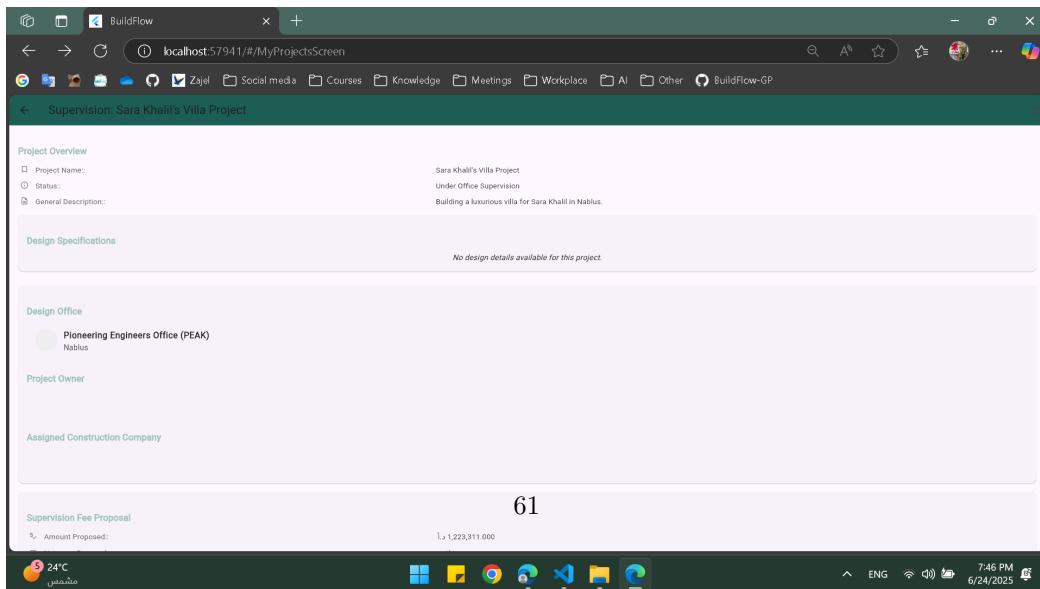 BuildFlow
localhost:57941/#/MyProjectsScreen
Zajel Social media Courses Knowledge Meetings Workplace AI Other BuildFlow-GP
Supervision: Sara Khalil's Villa Project
Project Overview
Project Name:: Sara Khalil's Villa Project
Status:: Under Office Supervision
General Description:: Building a luxurious villa for Sara Khalil in Nablus.
Design Specifications
No design details available for this project.
Design Office
Pioneering Engineers Office (PEAK)
Nablus
Project Owner
Assigned Construction Company
61
Supervision Fee Proposal
Amount Proposed:: د.أ 1,223,311.000
5 24°C
مشمس
ENG 7:46 PM
6/24/2025